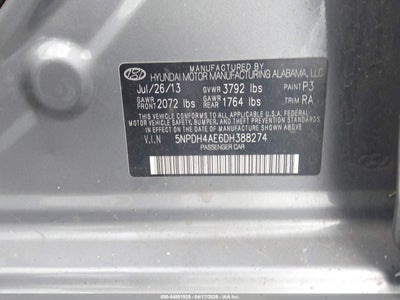 MANUFACTURED BY
HYUNDAI MOTOR MANUFACTURING ALABAMA, LLC
Jul/26/13 GVWR 3792 lbs PAINT P3
GAWR FRONT 2072 lbs GAWR REAR 1764 lbs TRIM RA
THIS VEHICLE CONFORMS TO ALL APPLICABLE U.S.A. FEDERAL
MOTOR VEHICLE SAFETY, BUMPER, AND THEFT PREVENTION
STANDARDS IN EFFECT ON THE DATE OF MANUFACTURE SHOWN ABOVE.
V.I.N 5NPDH4AE6DH388274
PASSENGER CAR